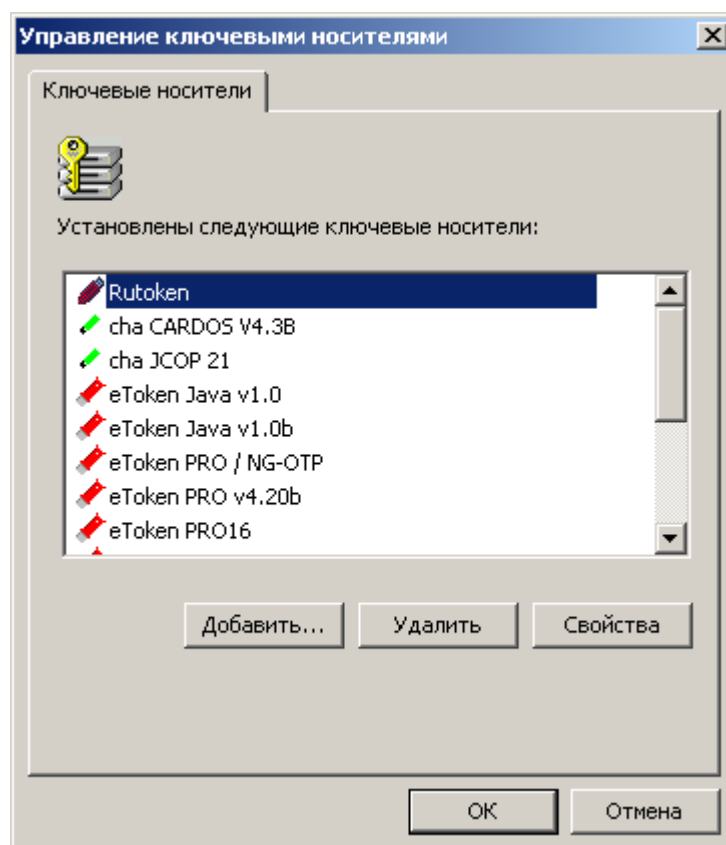 Управление ключевыми носителями
Ключевые носители
Установлены следующие ключевые носители:
Rutoken
cha CARDOS V4.3B
cha JCOP 21
eToken Java v1.0
eToken Java v1.0b
eToken PRO / NG-OTP
eToken PRO v4.20b
eToken PRO16
Добавить... Удалить Свойства
ОК Отмена